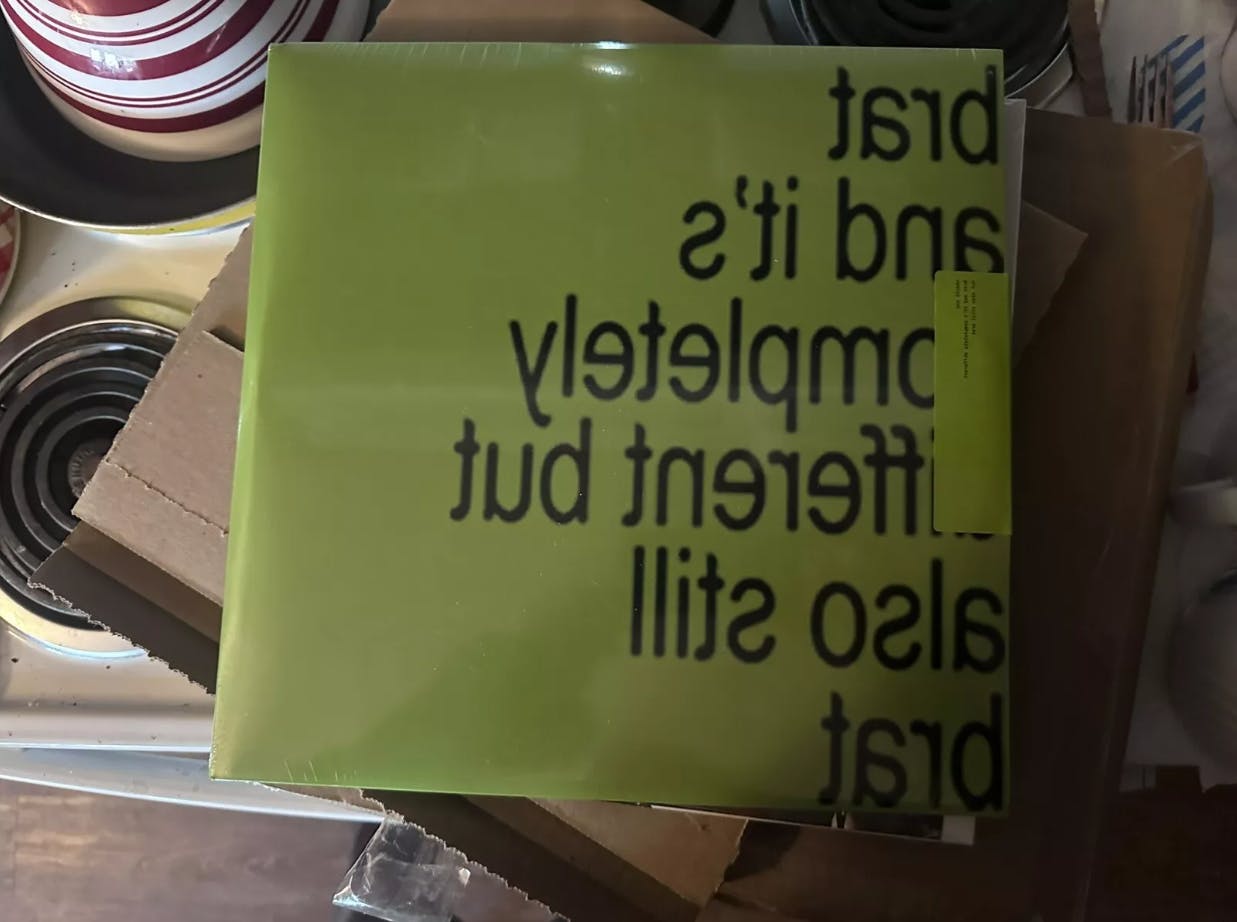 brat
and it's
ompletely
ifferent but
also still
brat